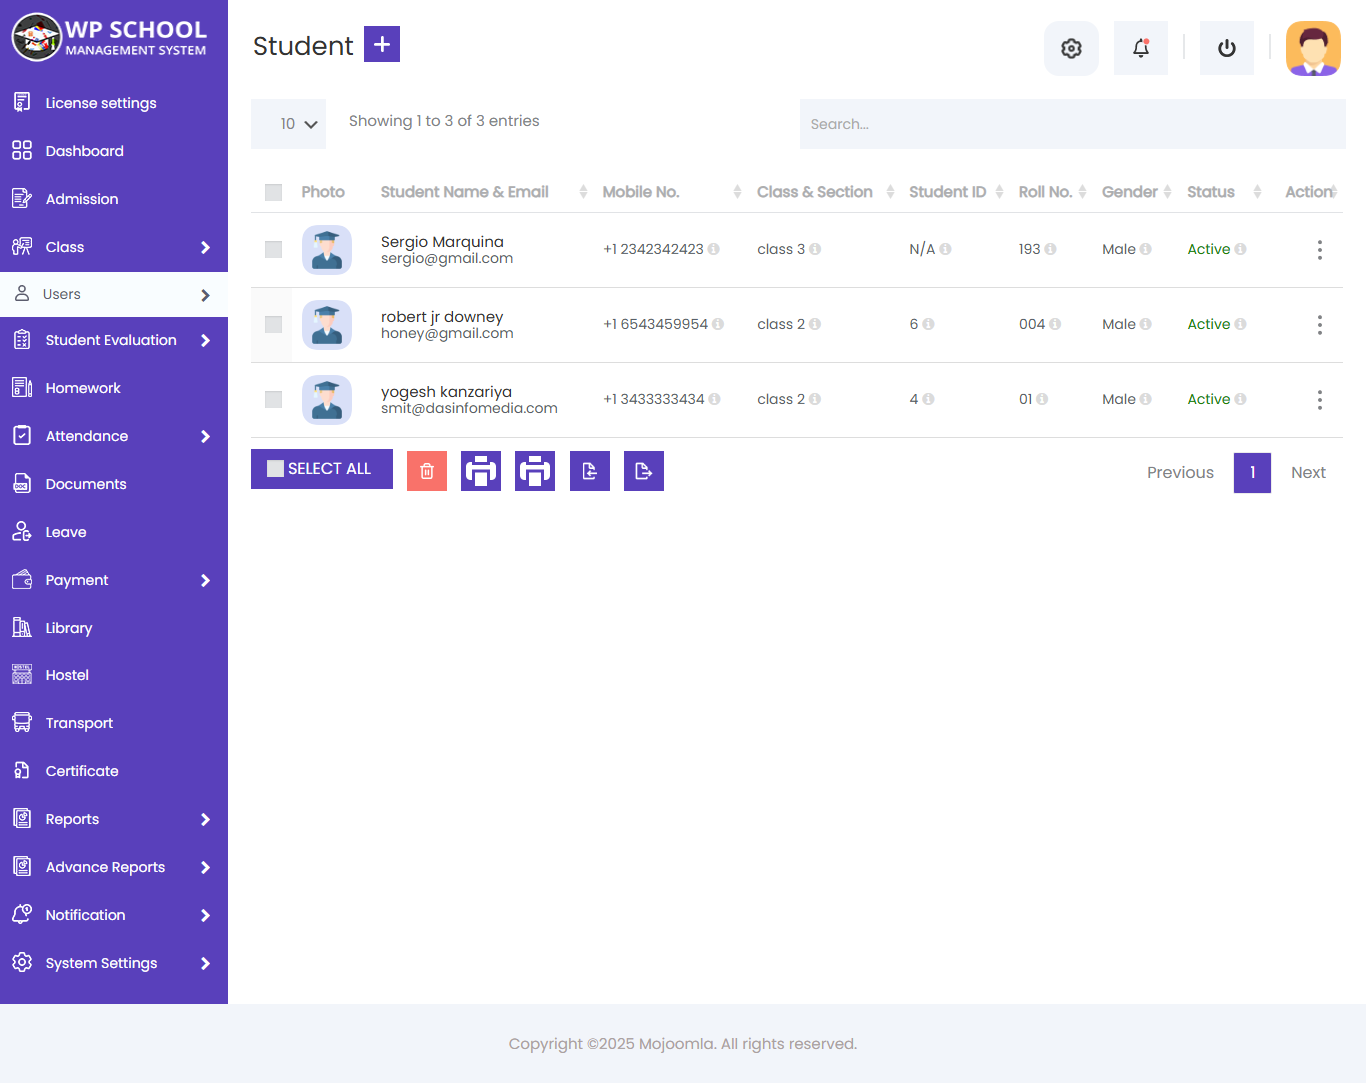 WP SCHOOL
MANAGEMENT SYSTEM
License settings
Dashboard
Admission
Class
Users
Student Evaluation
Homework
Attendance
Documents
Leave
Payment
Library
Hostel
Transport
Certificate
Reports
Advance Reports
Notification
System Settings
Student
10
Showing 1 to 3 of 3 entries
Search...
Photo Student Name & Email Mobile No. Class & Section Student ID Roll No. Gender Status Action
Sergio Marquina
sergio@gmail.com
+1 2342342423 class 3 N/A 193 Male Active
robert jr downey
honey@gmail.com
+1 6543459954 class 2 6 004 Male Active
yogesh kanzariya
smit@dasinfomedia.com
+1 3433333434 class 2 4 01 Male Active
SELECT ALL
Previous 1 Next
Copyright ©2025 Mojoomla. All rights reserved.